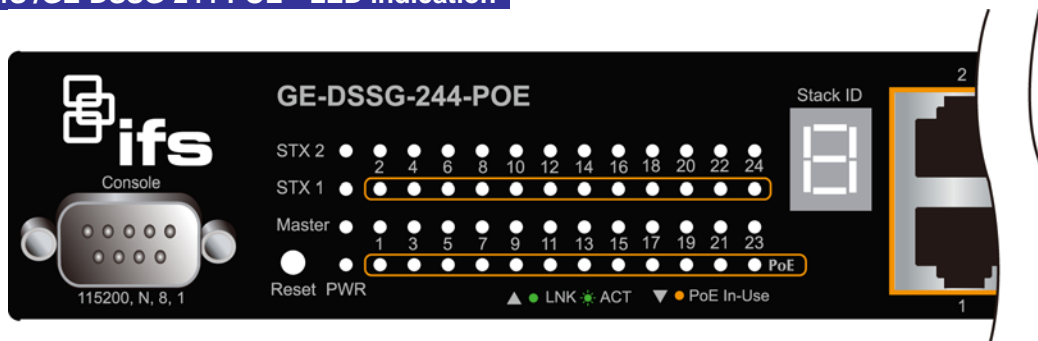 GE-DSSG-244-POE LED indication
2
GE-DSSG-244-POE
Stack ID
ifs
STX 2
2 4 6 8 10 12 14 16 18 20 22 24
Console
STX 1
Master
1 3 5 7 9 11 13 15 17 19 21 23
PoE
Reset PWR
115200, N, 8, 1
LNK ACT PoE In-Use
1